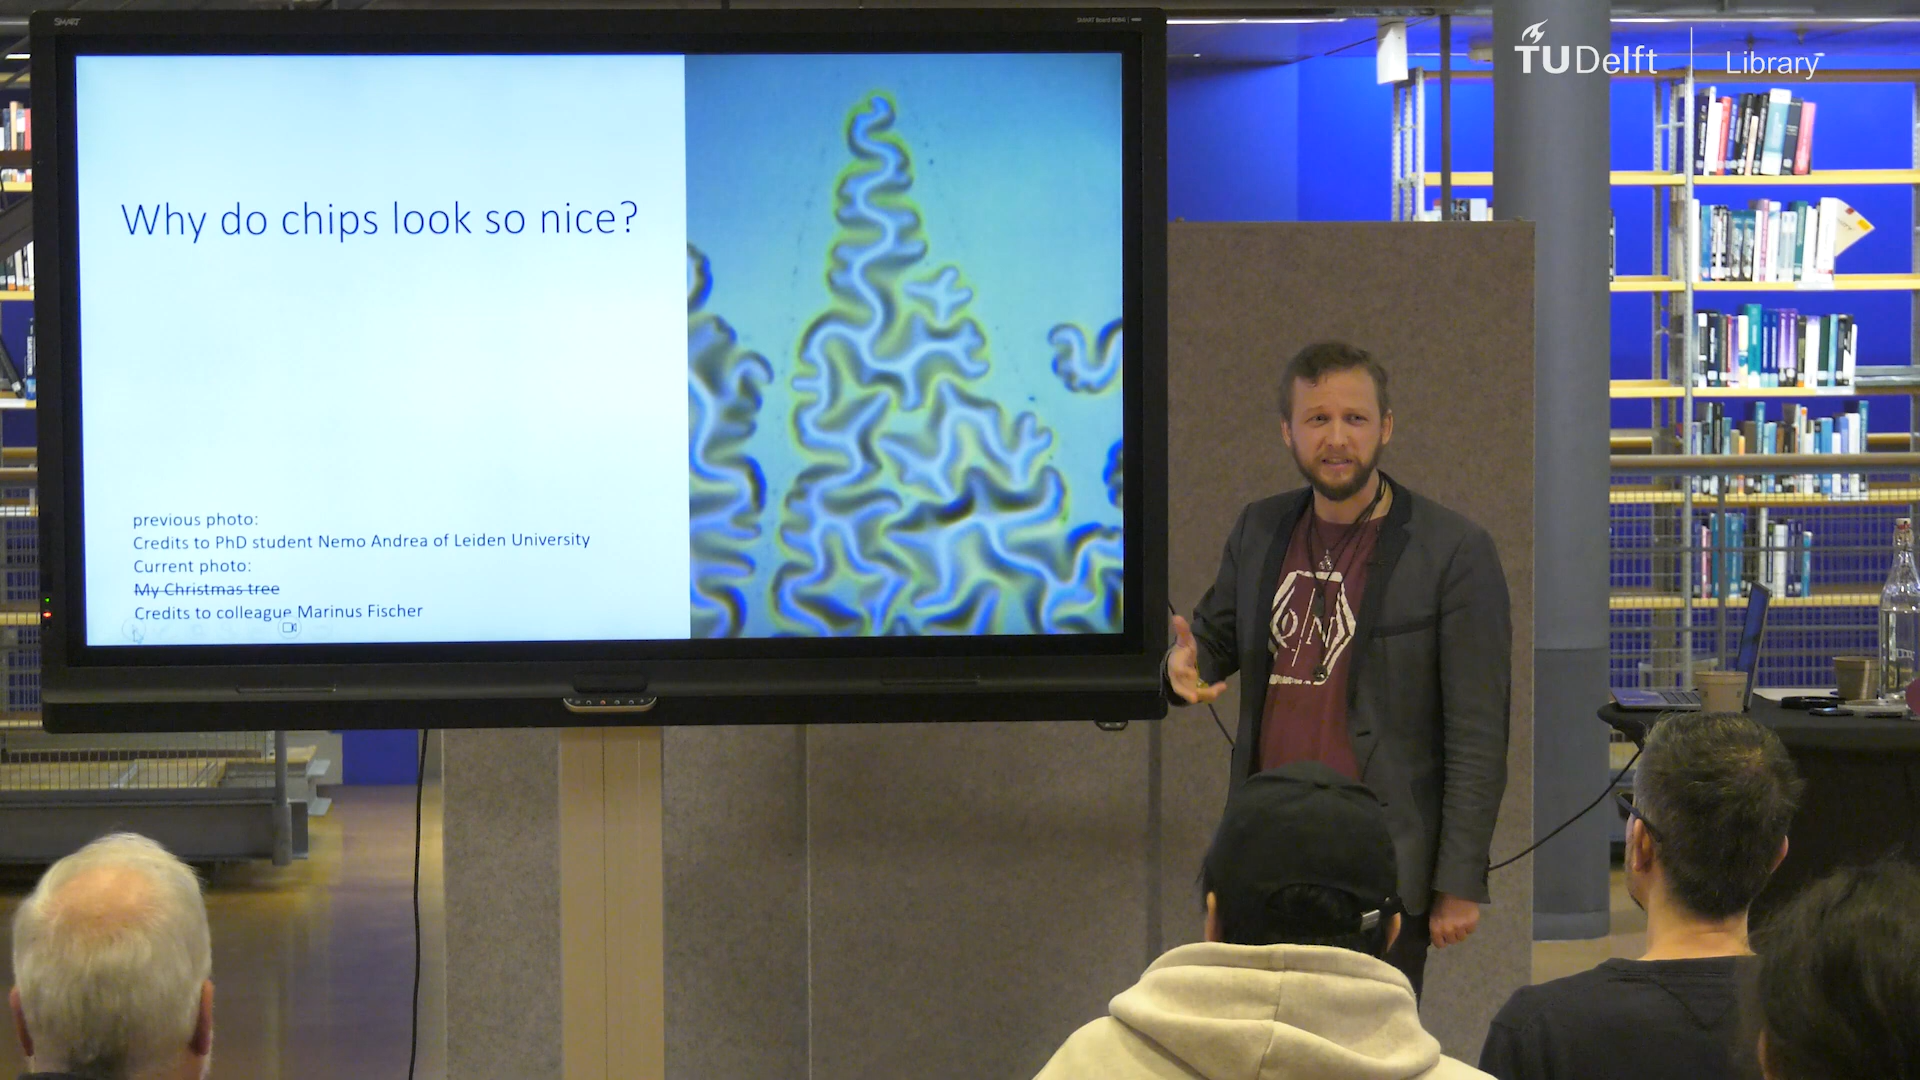 SMART
TUDelft
Library
Why do chips look so nice?
previous photo:
Credits to PhD student Nemo Andrea of Leiden University
Current photo:
My Christmas tree
Credits to colleague Marinus Fischer